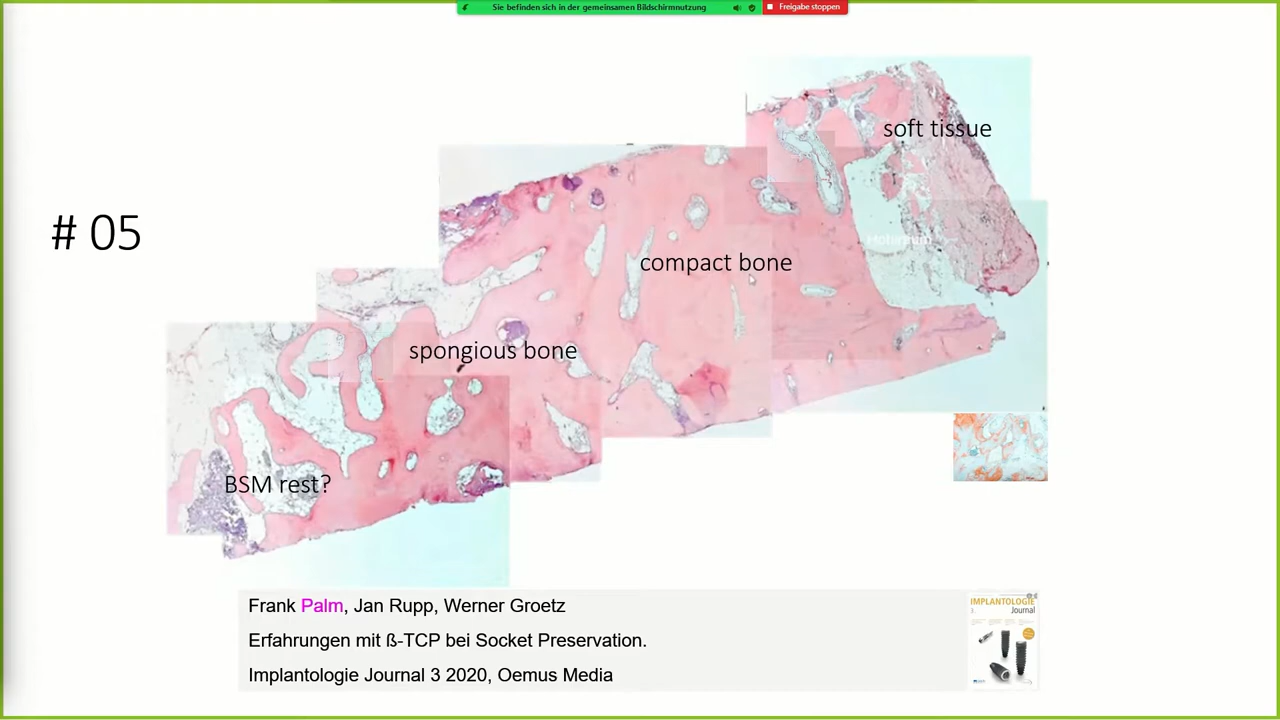 Sie befinden sich in der gemeinsamen Bildschirmnutzung
Freigabe stoppen
soft tissue
# 05
Hohlraum
compact bone
spongious bone
BSM rest?
Frank Palm, Jan Rupp, Werner Groetz
Erfahrungen mit ß-TCP bei Socket Preservation.
Implantologie Journal 3 2020, Oemus Media
IMPLANTOLOGIE
Journal